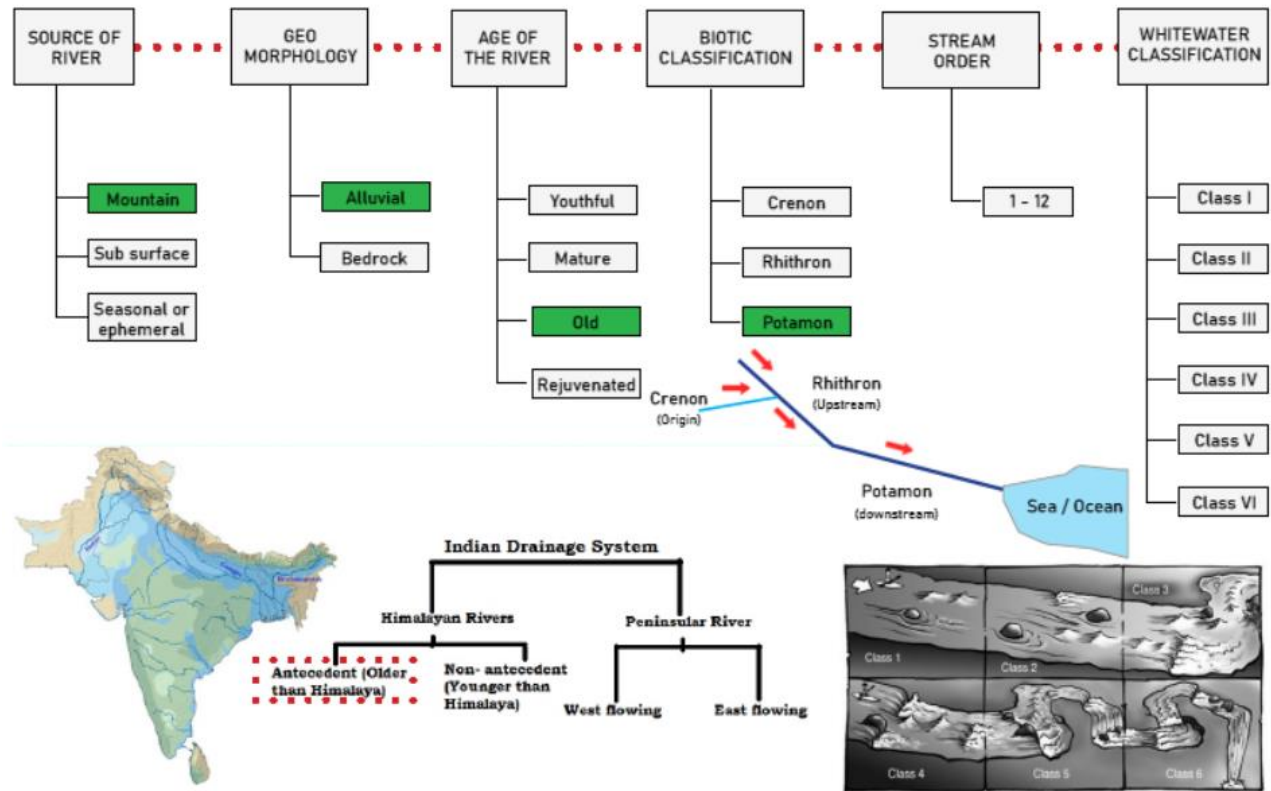 SOURCE OF
RIVER
GEO
MORPHOLOGY
AGE OF
THE RIVER
BIOTIC
CLASSIFICATION
STREAM
ORDER
WHITEWATER
CLASSIFICATION
Mountain
Sub surface
Seasonal or
ephemeral
Alluvial
Bedrock
Youthful
Mature
Old
Rejuvenated
Crenon
Rhithron
Potamon
1 - 12
Class I
Class II
Class III
Class IV
Class V
Class VI
Crenon
(Origin)
Rhithron
(Upstream)
Potamon
(downstream)
Sea / Ocean
Indian Drainage System
Himalayan Rivers
Peninsular River
Antecedent (Older
than Himalaya)
Non- antecedent
(Younger than
Himalaya)
West flowing
East flowing
Class 1
Class 2
Class 3
Class 4
Class 5
Class 6